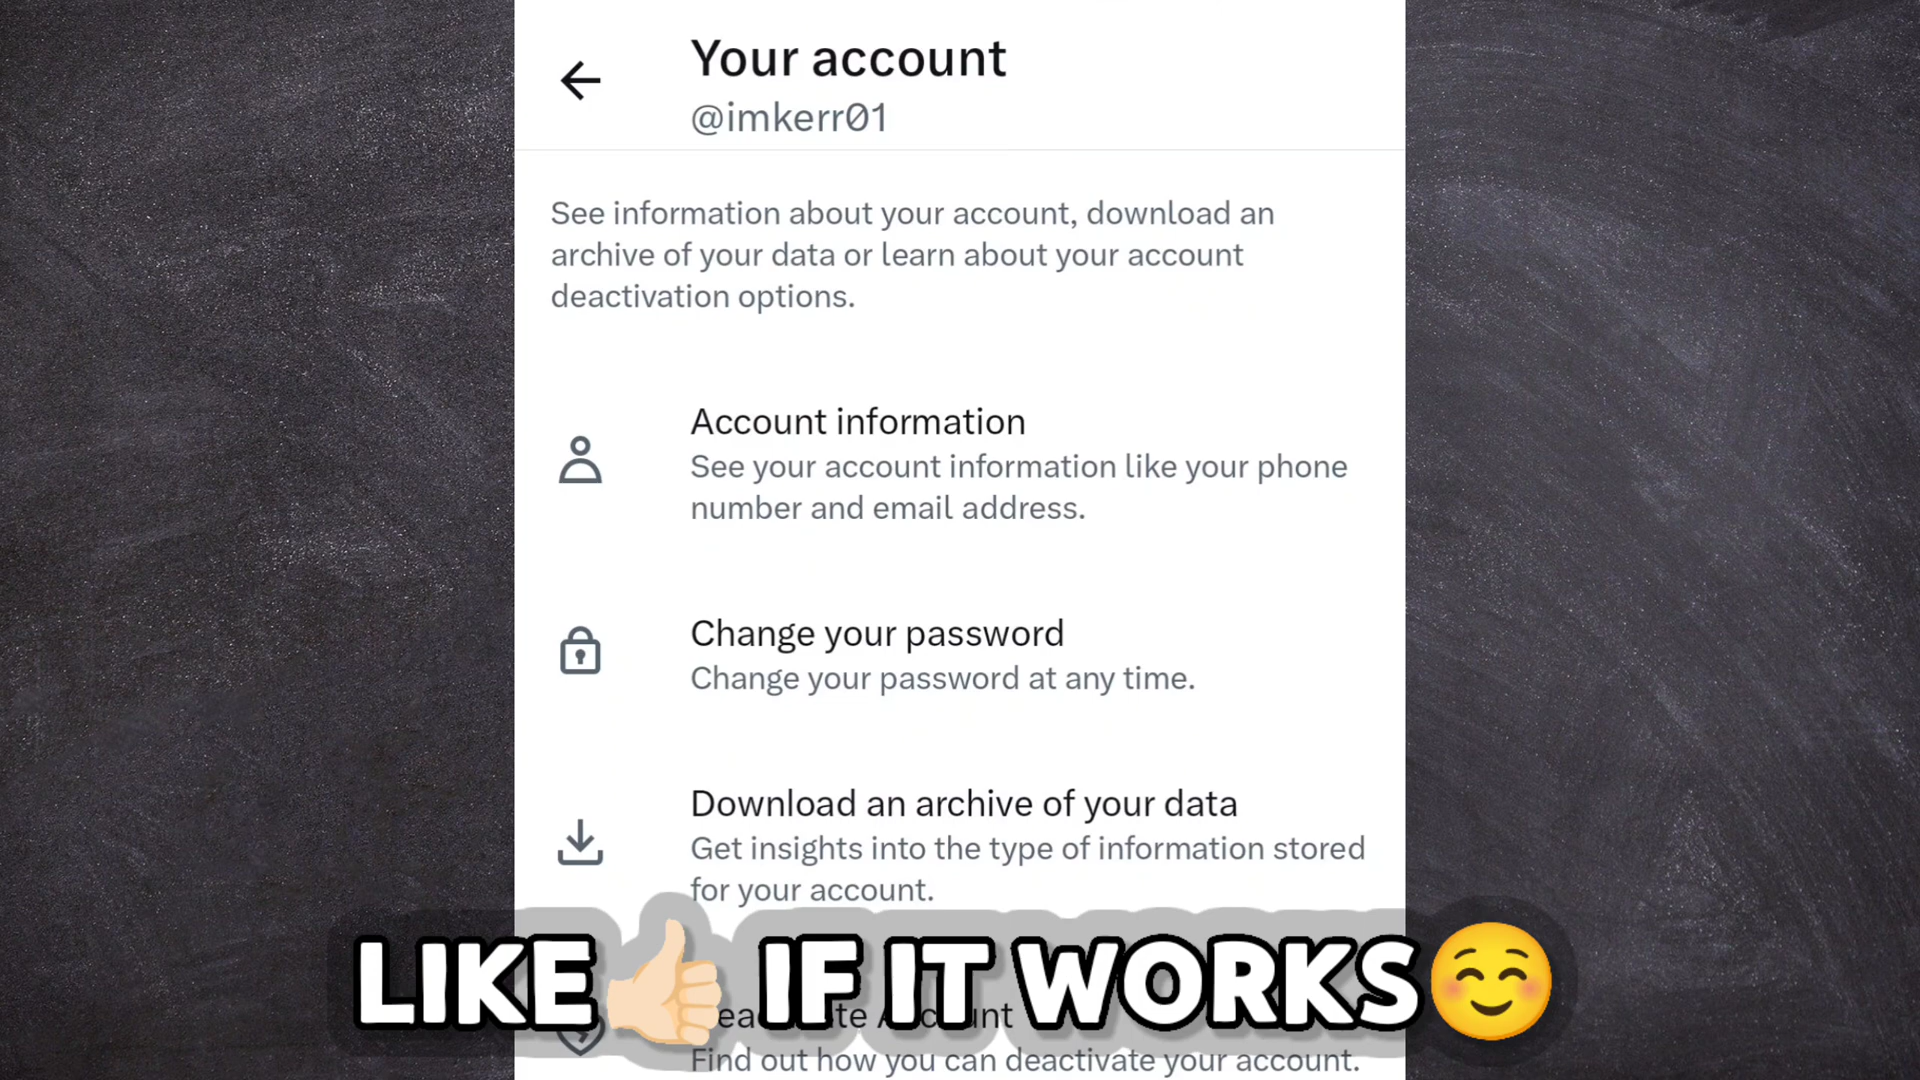 Your account
@imkerr01
See information about your account, download an
archive of your data or learn about your account
deactivation options.
Account information
See your account information like your phone
number and email address.
Change your password
Change your password at any time.
Download an archive of your data
Get insights into the type of information stored
for your account.
LIKE👍🏻 IF IT WORKS☺️
Find out how you can deactivate your account.